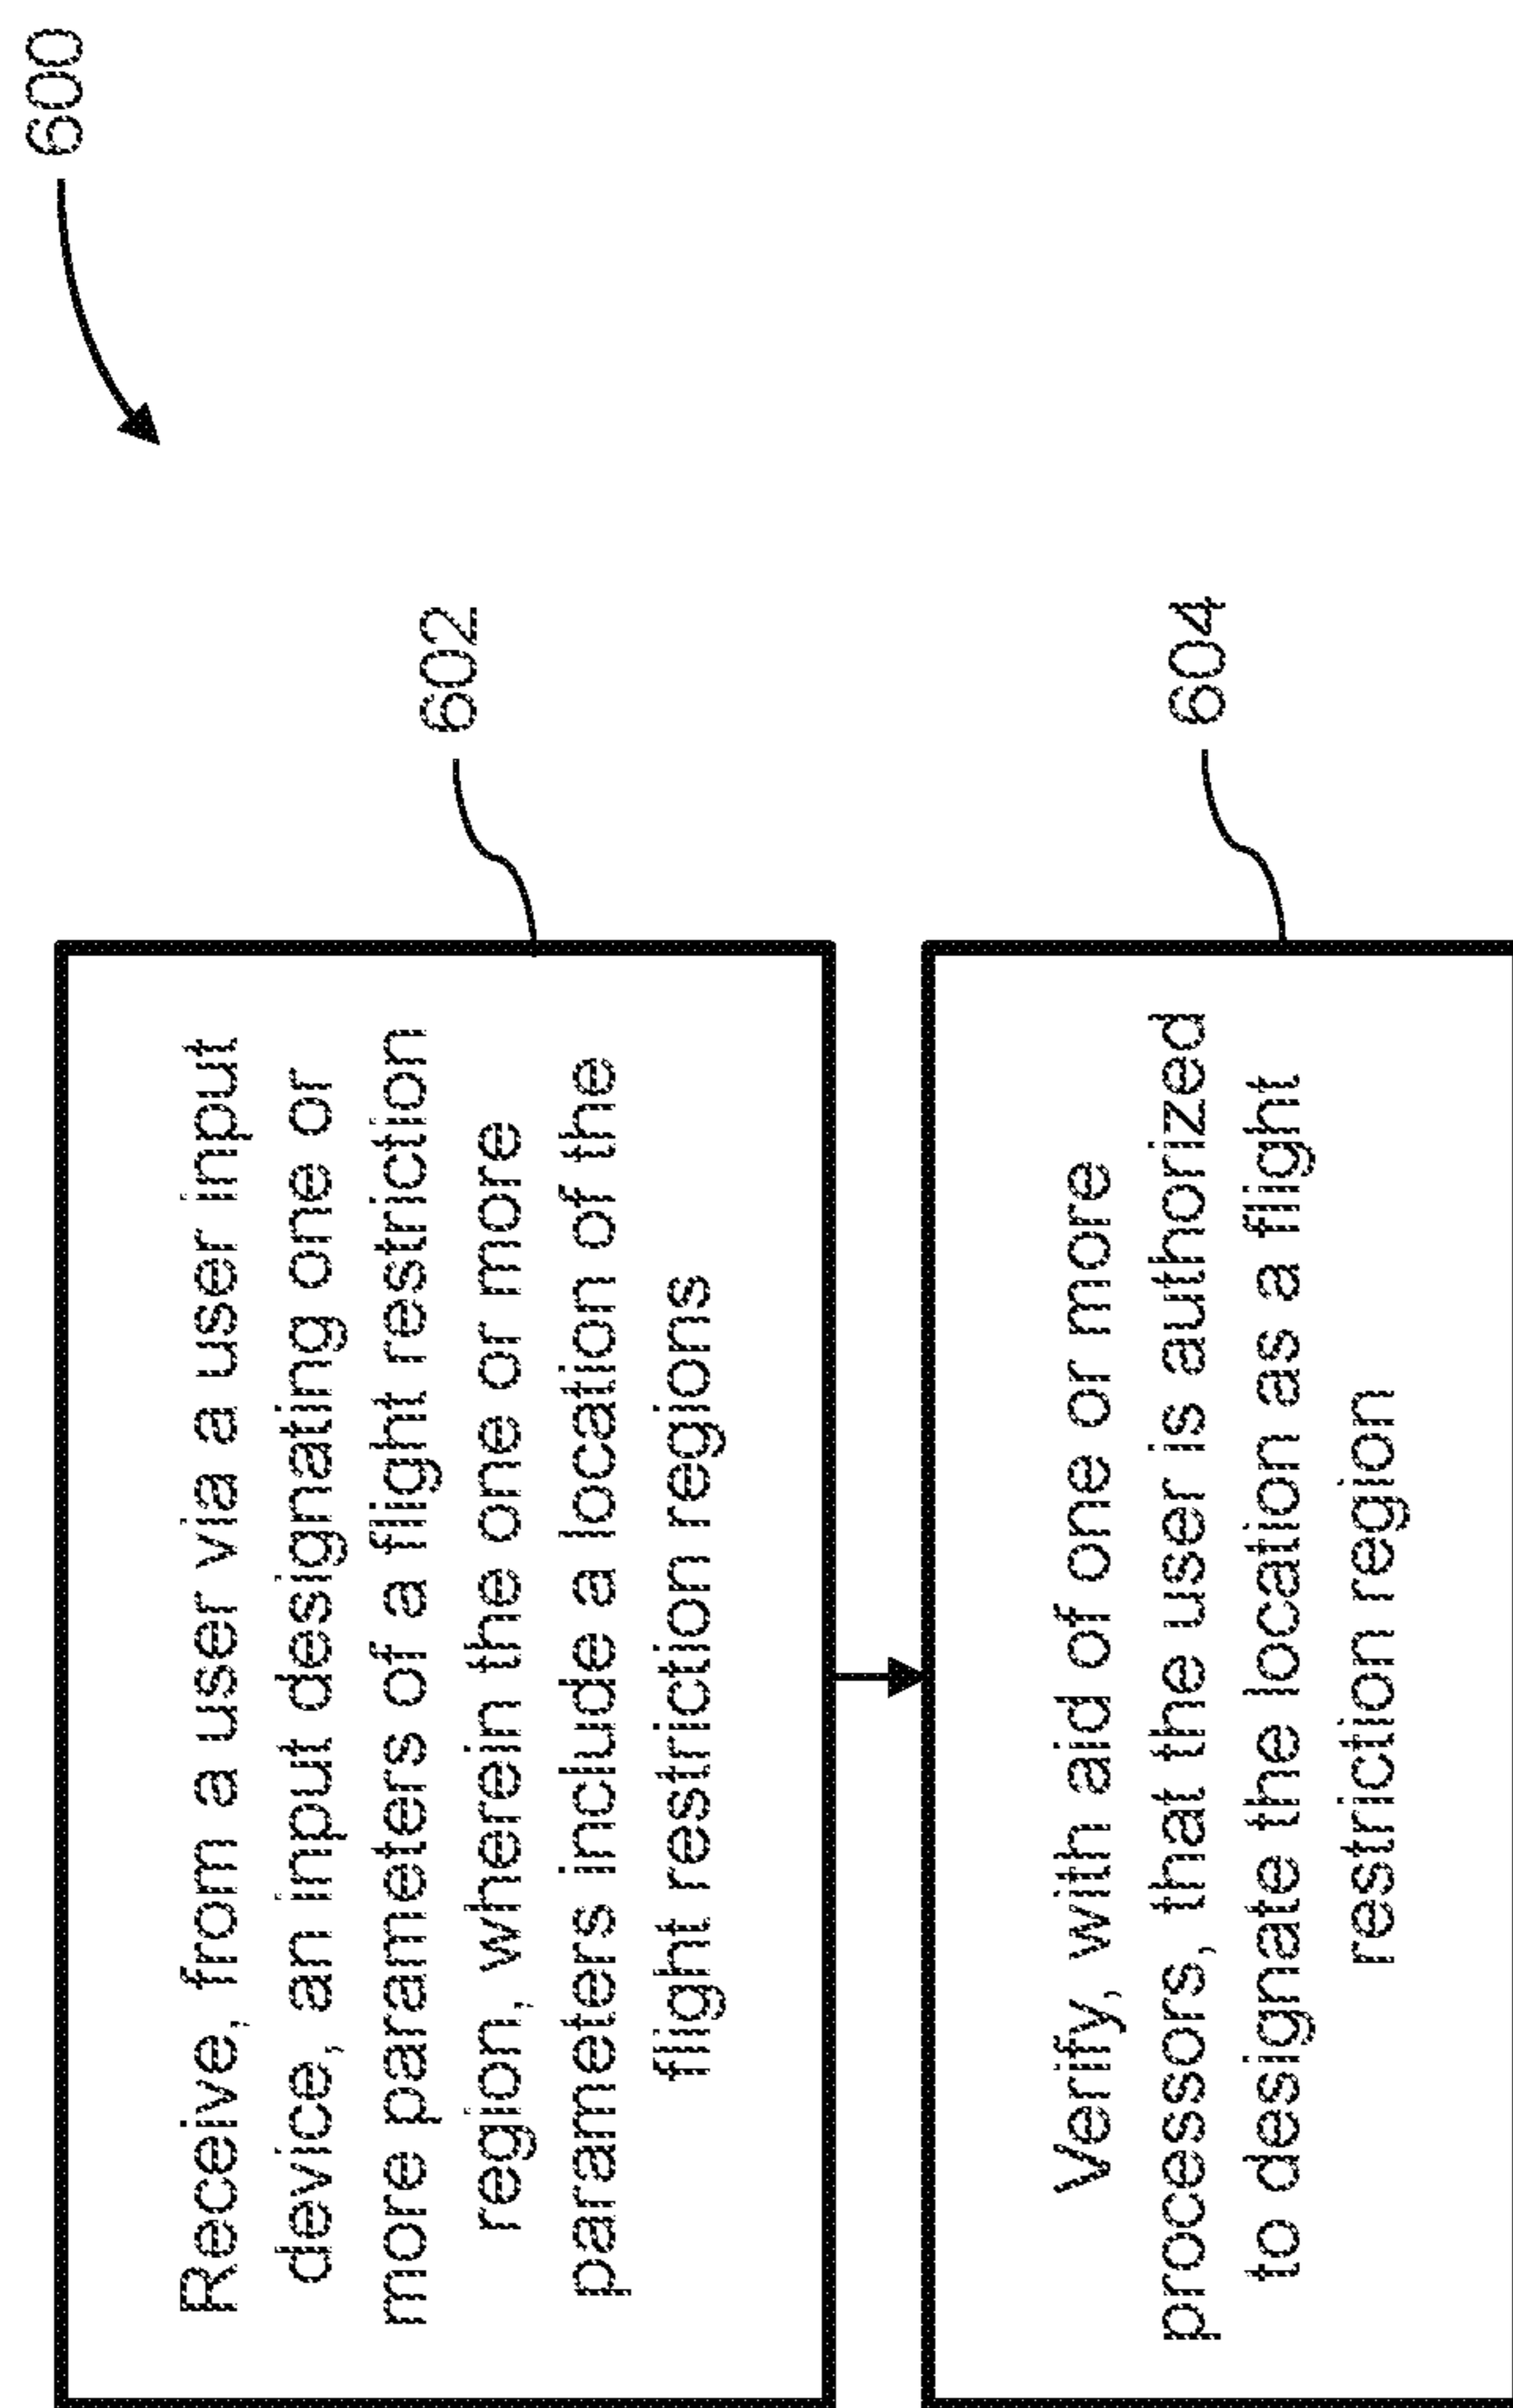 600
Receive, from a user via a user input
device, an input designating one or
more parameters of a flight restriction
region, wherein the one or more
parameters include a location of the
flight restriction regions
602
Verify, with aid of one or more
processors, that the user is authorized
to designate the location as a flight
restriction region
604